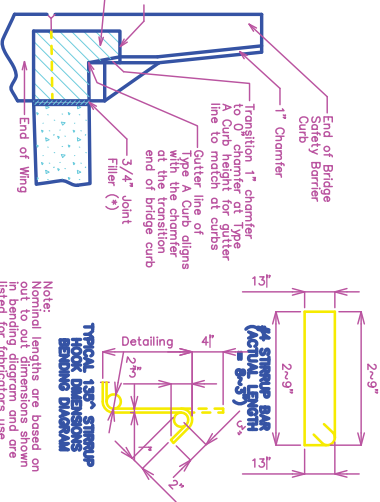 End of Bridge
Safety Barrier
Curb
1" Chamfer
Transition 1" chamfer
to 0" chamfer at Type
A Curb height for gutter
line to match at curbs
Gutter line of
Type A Curb aligns
with the chamfer
at the transition
end of bridge curb
3/4" Joint
Filler (*)
End of Wing
2~9"
2~9"
#4 STIRRUP BAR
(ACTUAL LENGTH
= 8~3")
4"
Detailing
3"
2"
TYPICAL 135° STIRRUP
HOOK DIMENSIONS
BENDING DIAGRAM
Note:
Nominal lengths are based on
out to out dimensions shown
in bending diagram and are
listed for fabricators use